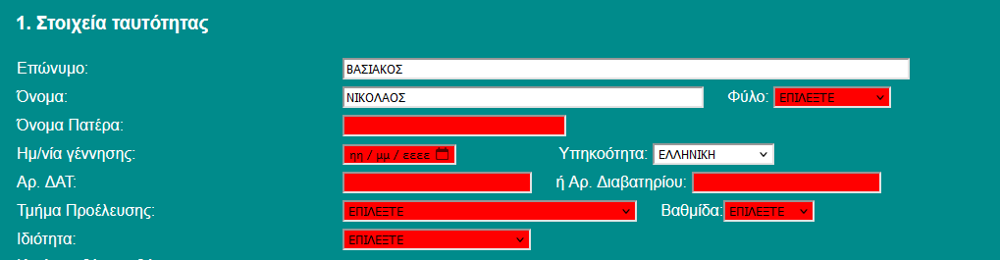 1. Στοιχεία ταυτότητας
Επώνυμο: ΒΑΣΙΑΚΟΣ
Όνομα: ΝΙΚΟΛΑΟΣ Φύλο: ΕΠΙΛΕΞΤΕ
Όνομα Πατέρα:
Ημ/νία γέννησης: ηη / μμ / εεεε Υπηκοότητα: ΕΛΛΗΝΙΚΗ
Αρ. ΔΑΤ: ή Αρ. Διαβατηρίου:
Τμήμα Προέλευσης: ΕΠΙΛΕΞΤΕ Βαθμίδα: ΕΠΙΛΕΞΤΕ
Ιδιότητα: ΕΠΙΛΕΞΤΕ